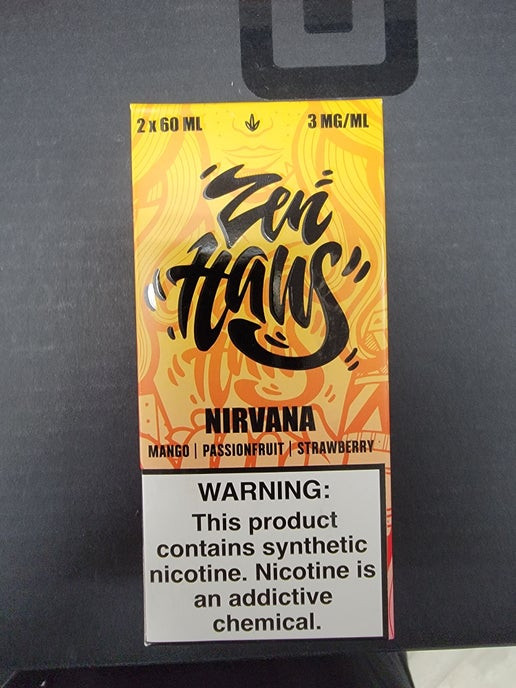 2 x 60 ML 3 MG/ML
Zen
Haus
NIRVANA
MANGO | PASSIONFRUIT | STRAWBERRY
WARNING:
This product
contains synthetic
nicotine. Nicotine is
an addictive
chemical.